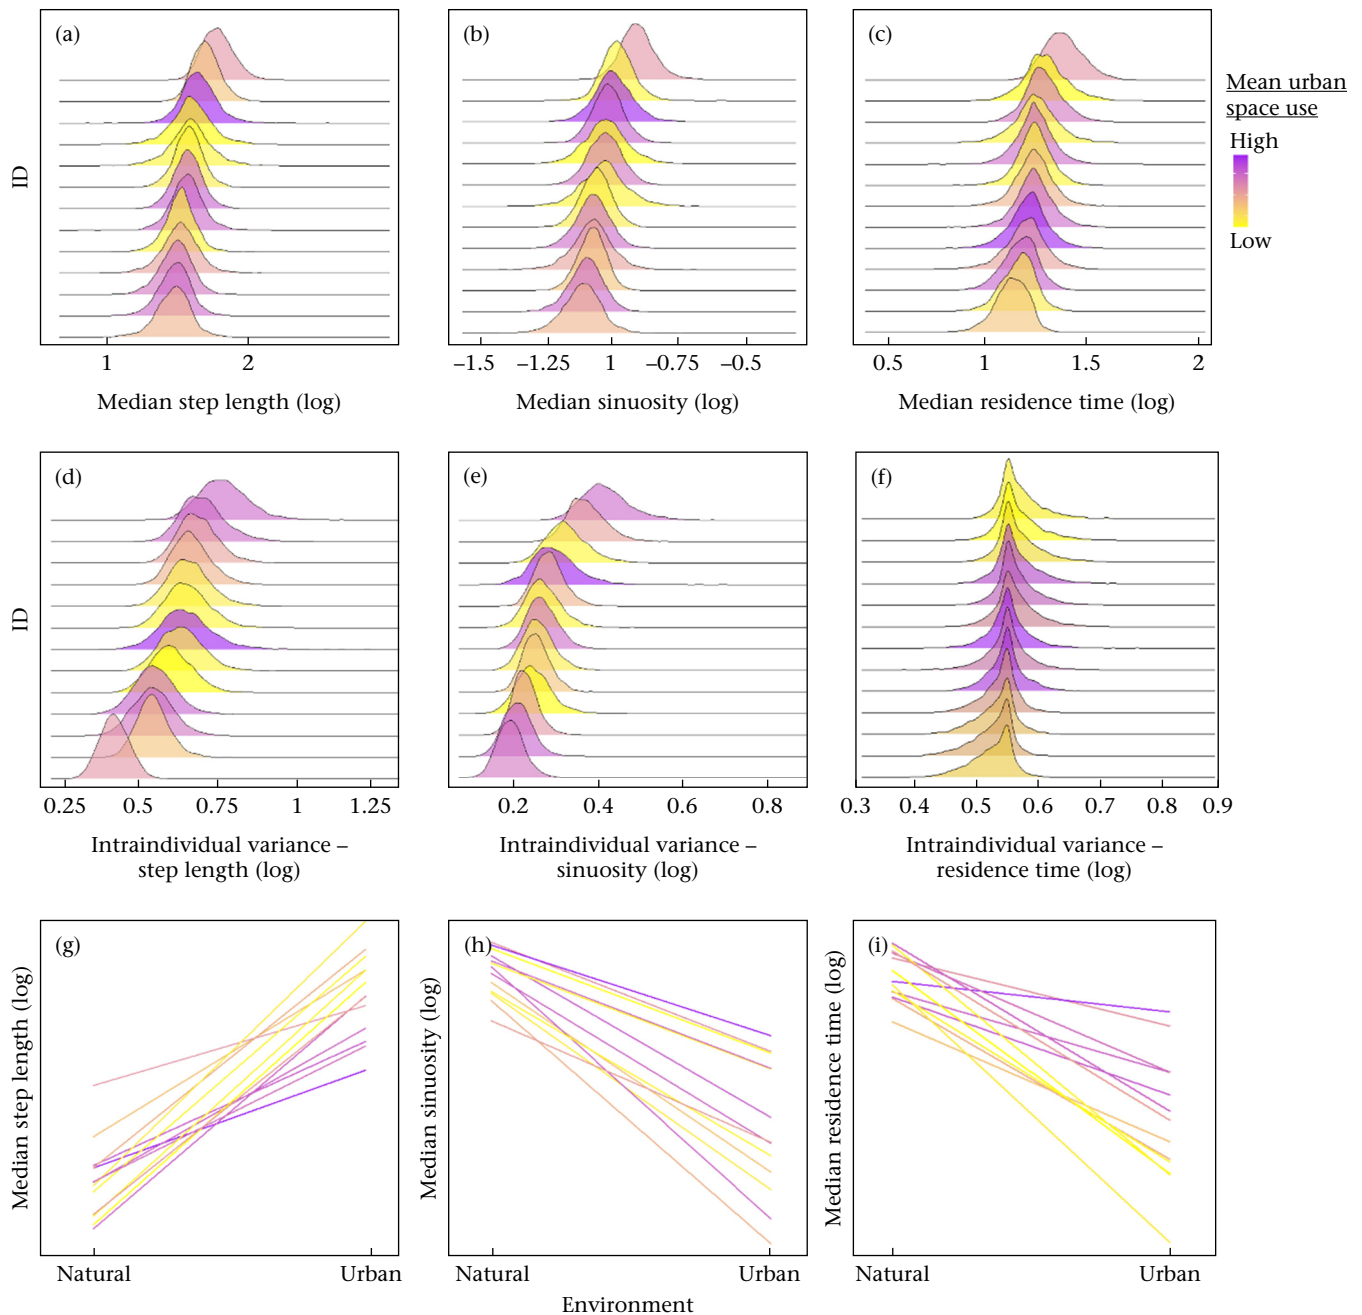 (a)
(b)
(c)
Mean urban
space use
High
Low
ID
1
2
–1.5
–1.25
1
–0.75
–0.5
0.5
1
1.5
2
Median step length (log)
Median sinuosity (log)
Median residence time (log)
(d)
(e)
(f)
ID
0.25
0.5
0.75
1
1.25
0.2
0.4
0.6
0.8
0.3
0.4
0.5
0.6
0.7
0.8
0.9
Intraindividual variance –
step length (log)
Intraindividual variance –
sinuosity (log)
Intraindividual variance –
residence time (log)
(g)
(h)
(i)
Median step length (log)
Median sinuosity (log)
Median residence time (log)
Natural
Urban
Natural
Urban
Natural
Urban
Environment